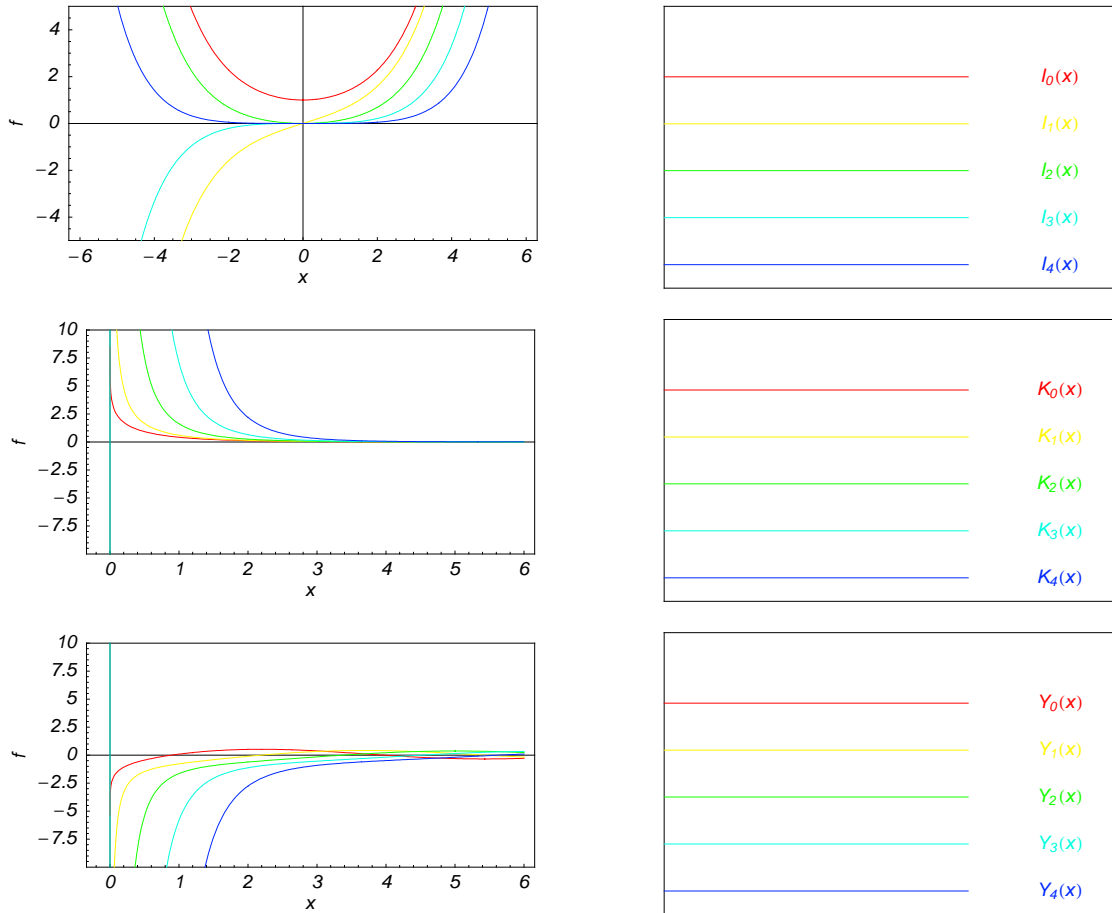 4
2
0
−2
−4
f
−6 −4 −2 0 2 4 6
x
I0(x)
I1(x)
I2(x)
I3(x)
I4(x)
10
7.5
5
2.5
0
−2.5
−5
−7.5
f
0 1 2 3 4 5 6
x
K0(x)
K1(x)
K2(x)
K3(x)
K4(x)
10
7.5
5
2.5
0
−2.5
−5
−7.5
f
0 1 2 3 4 5 6
x
Y0(x)
Y1(x)
Y2(x)
Y3(x)
Y4(x)